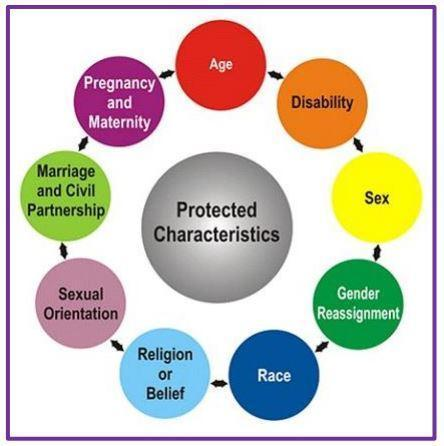 Protected
Characteristics
Age
Disability
Sex
Gender
Reassignment
Race
Religion
or
Belief
Sexual
Orientation
Marriage
and Civil
Partnership
Pregnancy
and
Maternity